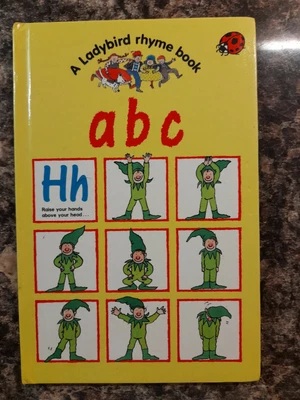 A Ladybird rhyme book
abc
Hh
Raise your hands
above your head ....